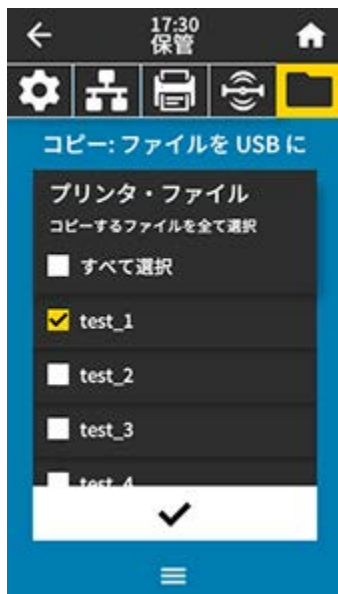 17:30
保管
コピー: ファイルを USB に
プリンタ・ファイル
コピーするファイルを全て選択
すべて選択
test_1
test_2
test_3
test_4